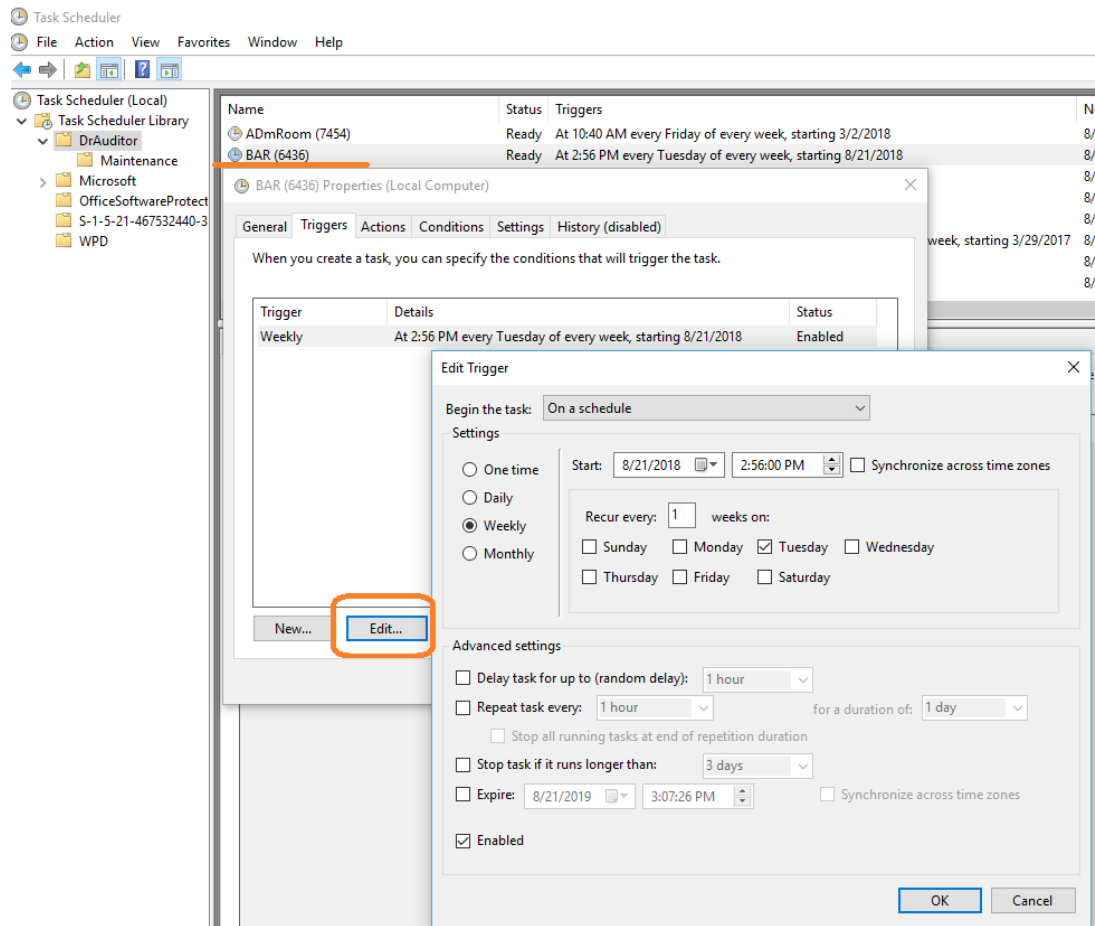 Task Scheduler
File Action View Favorites Window Help
Task Scheduler (Local)
Task Scheduler Library
DrAuditor
Maintenance
Microsoft
OfficeSoftwareProtect
S-1-5-21-467532440-3
WPD
Name Status Triggers N
ADmRoom (7454) Ready At 10:40 AM every Friday of every week, starting 3/2/2018 8/
BAR (6436) Ready At 2:56 PM every Tuesday of every week, starting 8/21/2018 8/
8/
8/
8/
week, starting 3/29/2017 8/
8/
8/
BAR (6436) Properties (Local Computer)
General Triggers Actions Conditions Settings History (disabled)
When you create a task, you can specify the conditions that will trigger the task.
Trigger Details Status
Weekly At 2:56 PM every Tuesday of every week, starting 8/21/2018 Enabled
New... Edit...
Edit Trigger
Begin the task: On a schedule
Settings
One time
Daily
Weekly
Monthly
Start: 8/21/2018 2:56:00 PM Synchronize across time zones
Recur every: 1 weeks on:
Sunday Monday Tuesday Wednesday
Thursday Friday Saturday
Advanced settings
Delay task for up to (random delay): 1 hour
Repeat task every: 1 hour for a duration of: 1 day
Stop all running tasks at end of repetition duration
Stop task if it runs longer than: 3 days
Expire: 8/21/2019 3:07:26 PM Synchronize across time zones
Enabled
OK Cancel